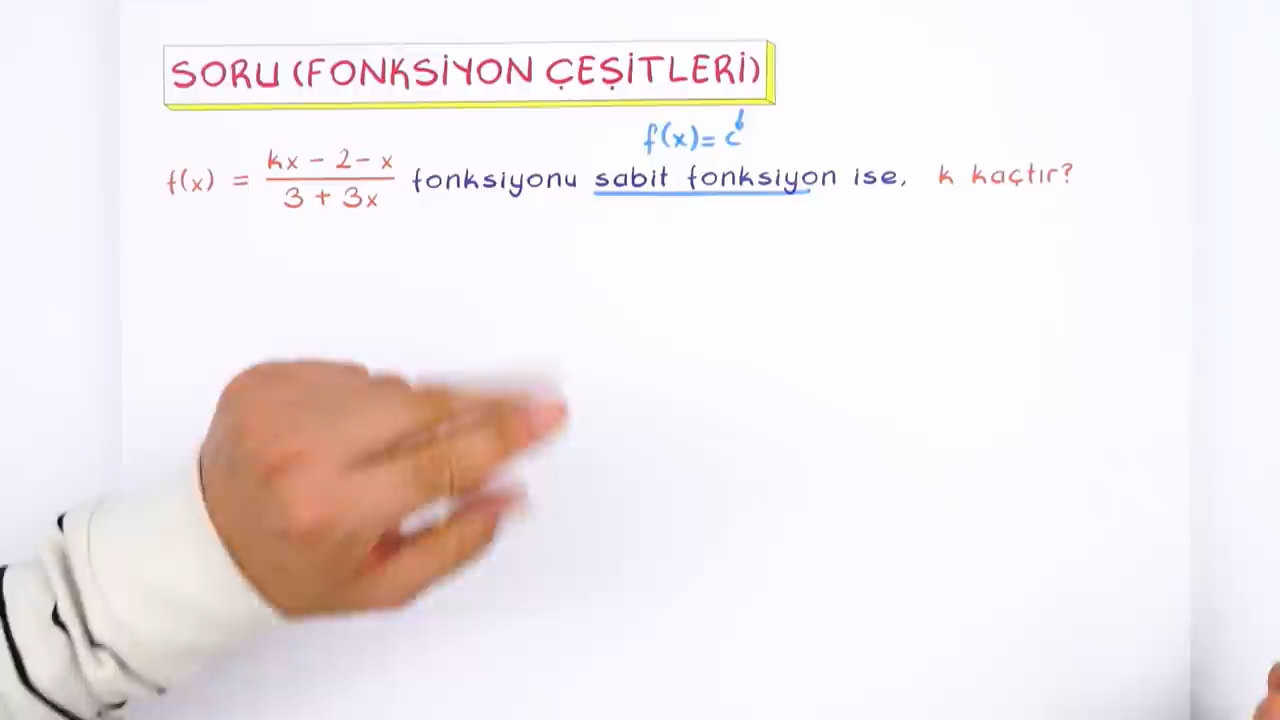 SORU (FONKSİYON ÇEŞİTLERİ)
f(x) = c
f(x) = kx - 2 - x / 3 + 3x fonksiyonu sabit fonksiyon ise, k kaçtır?